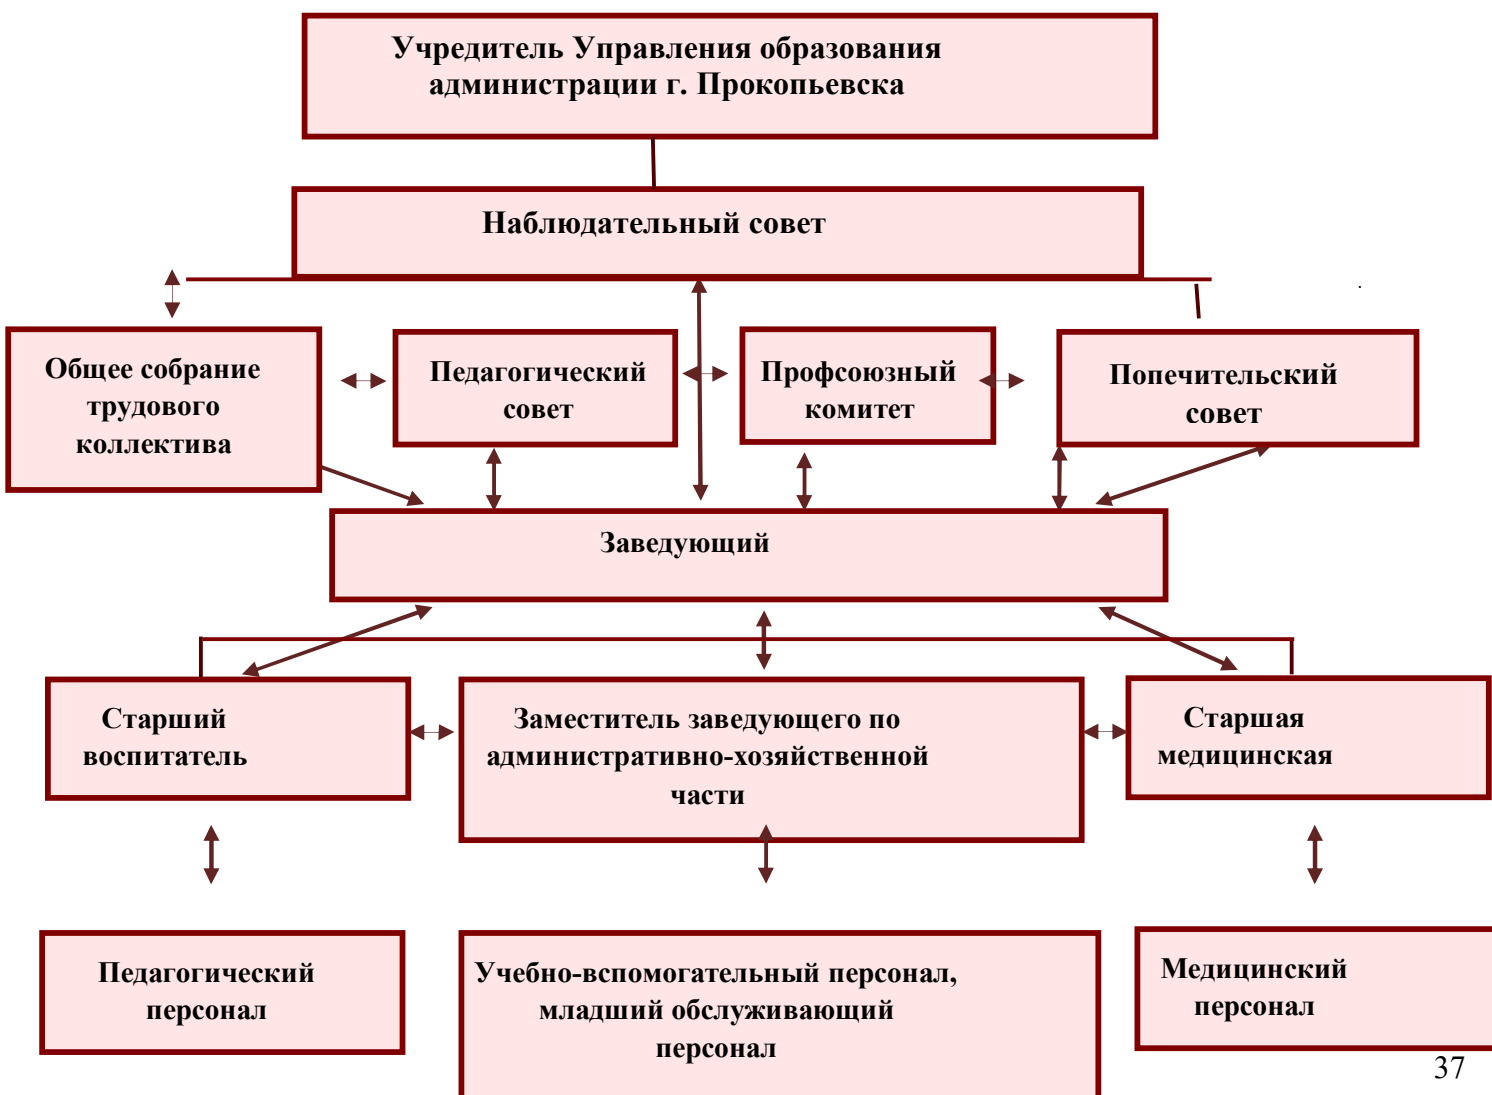 Учредитель Управления образования
администрации г. Прокопьевска
Наблюдательный совет
Общее собрание
трудового
коллектива
Педагогический
совет
Профсоюзный
комитет
Попечительский
совет
Заведующий
Старший
воспитатель
Заместитель заведующего по
административно-хозяйственной
части
Старшая
медицинская
Педагогический
персонал
Учебно-вспомогательный персонал,
младший обслуживающий
персонал
Медицинский
персонал
37